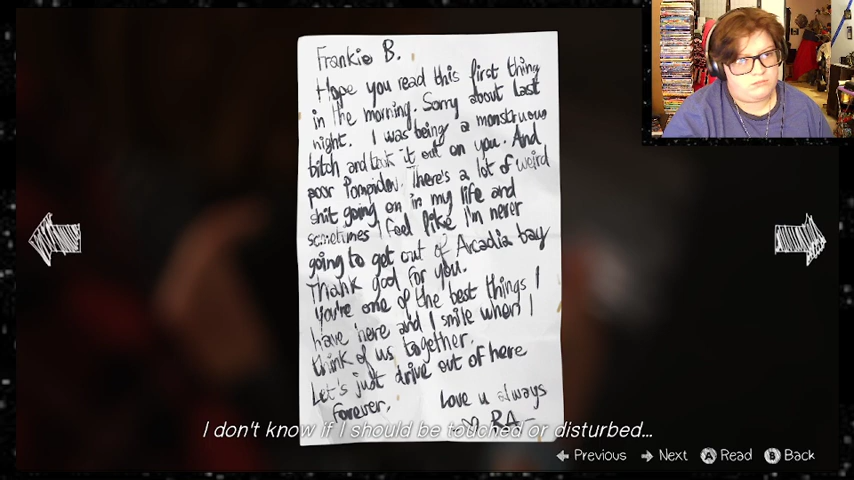 Frankie B.
Hope you read this first thing
in the morning. Sorry about last
night. I was being a monstruous
bitch and took it out on you. And
poor Pompidou. There's a lot of weird
shit going on in my life and
sometimes I feel like I'm never
going to get out of Arcadia bay
Thank god for you.
You're one of the best things I
have here and I smile when I
think of us together.
Let's just drive out of here
forever.
Love u always
RA
I don't know if I should be touched or disturbed...
Previous Next A Read B Back